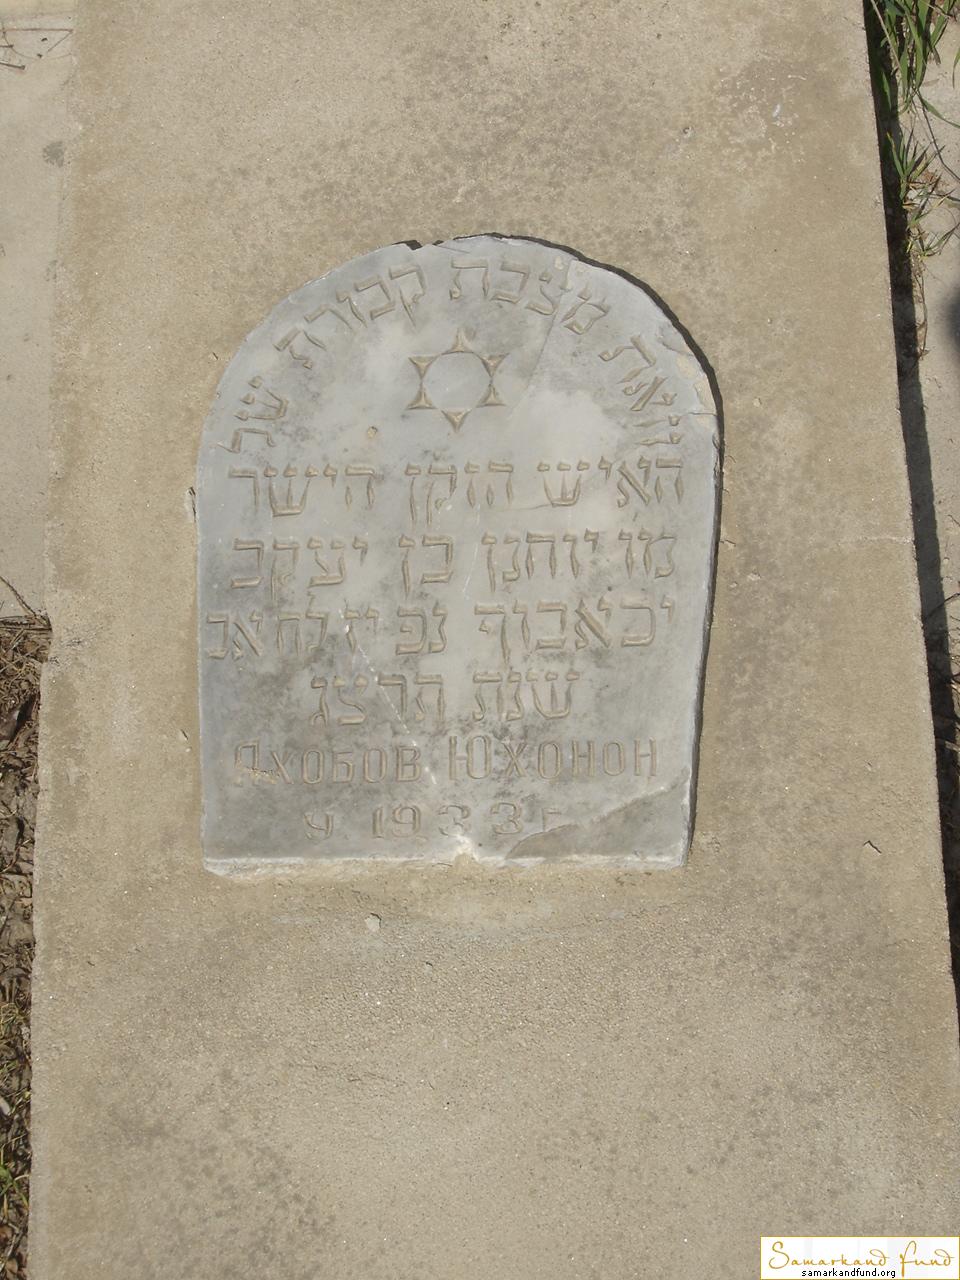 זאת מצבת קבורת של
האיש הזקן הישר
מו יוחנן בן יעקב
יכאבוף נפ יז לח אב
שנת תרצג
Яхобов Юхонон
у 1933 г
Samarkand Fund
samarkandfund.org